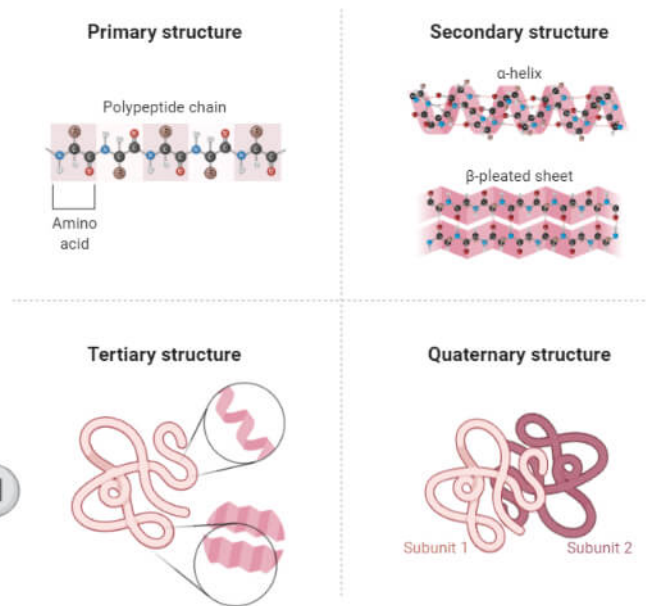 Primary structure
Polypeptide chain
Amino
acid
Secondary structure
α-helix
β-pleated sheet
Tertiary structure
Quaternary structure
Subunit 1
Subunit 2